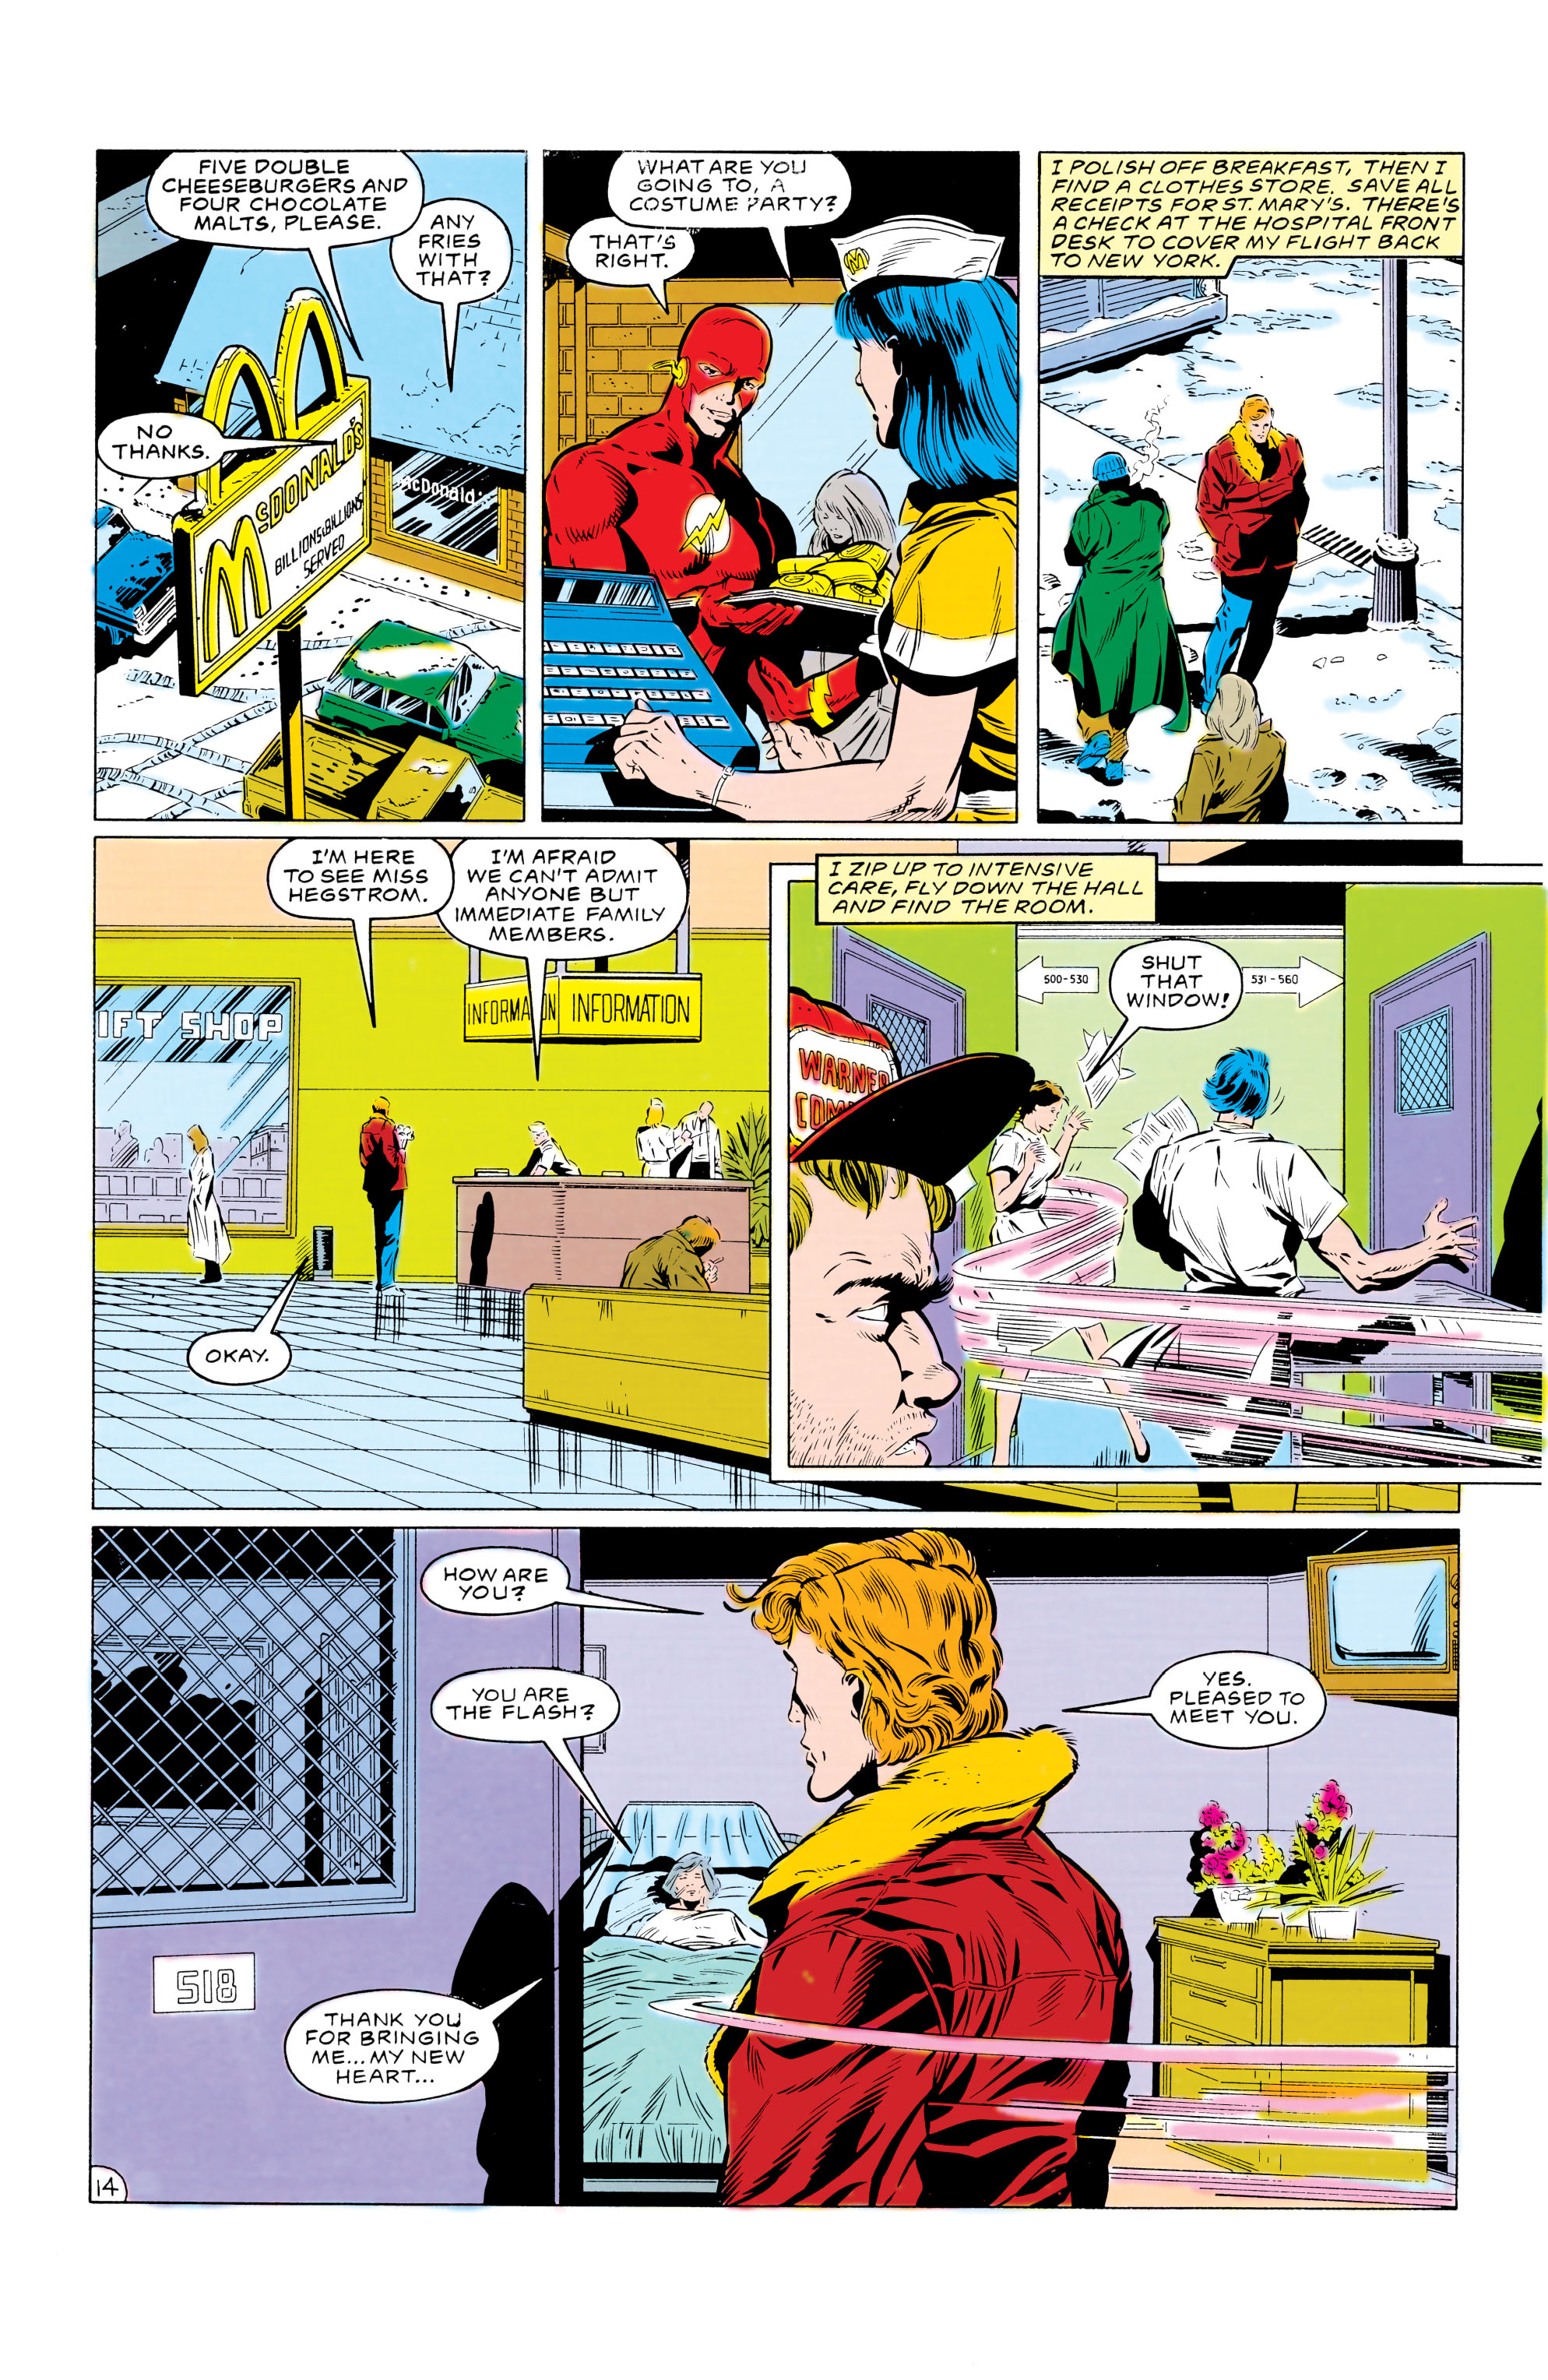 FIVE DOUBLE
CHEESEBURGERS AND
FOUR CHOCOLATE
MALTS, PLEASE.
ANY
FRIES
WITH
THAT?
NO
THANKS.
McDONALD'S
BILLIONS & BILLIONS
SERVED
McDonald
WHAT ARE YOU
GOING TO, A
COSTUME PARTY?
THAT'S
RIGHT.
M
I POLISH OFF BREAKFAST, THEN I
FIND A CLOTHES STORE. SAVE ALL
RECEIPTS FOR ST. MARY'S. THERE'S
A CHECK AT THE HOSPITAL FRONT
DESK TO COVER MY FLIGHT BACK
TO NEW YORK.
I'M HERE
TO SEE MISS
HEGSTROM.
I'M AFRAID
WE CAN'T ADMIT
ANYONE BUT
IMMEDIATE FAMILY
MEMBERS.
IFT SHOP
INFORMA ON
INFORMATION
OKAY.
I ZIP UP TO INTENSIVE
CARE, FLY DOWN THE HALL
AND FIND THE ROOM.
500-530
SHUT
THAT
WINDOW!
531-560
WARNER
COM
HOW ARE
YOU?
YOU ARE
THE FLASH?
YES.
PLEASED TO
MEET YOU.
518
THANK YOU
FOR BRINGING
ME...MY NEW
HEART...
14